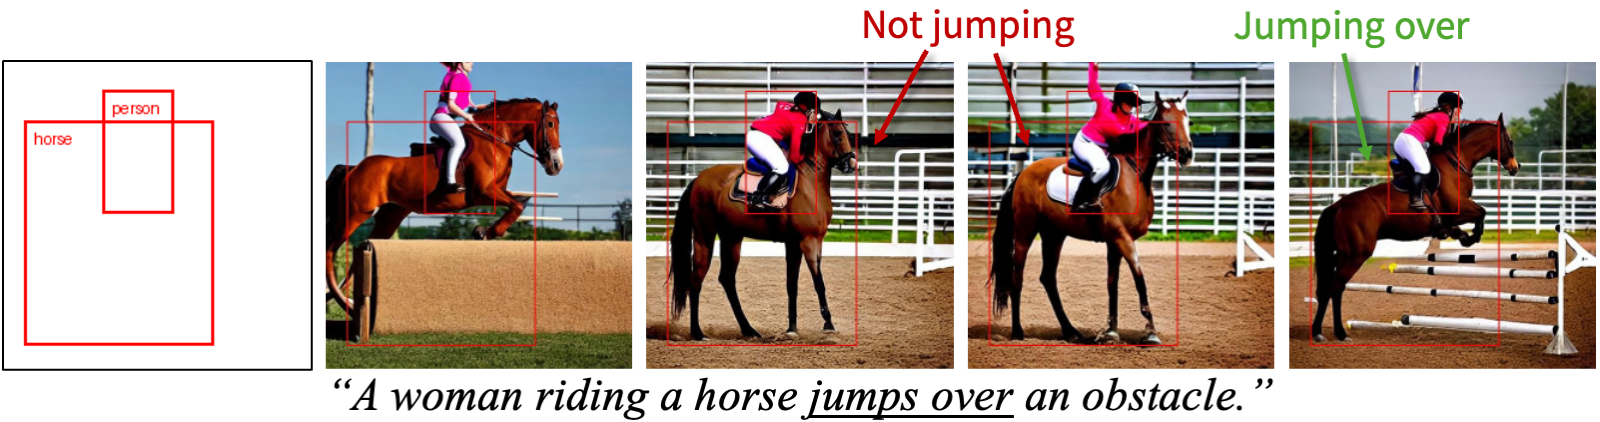 Not jumping
Jumping over
person
horse
“A woman riding a horse jumps over an obstacle.”